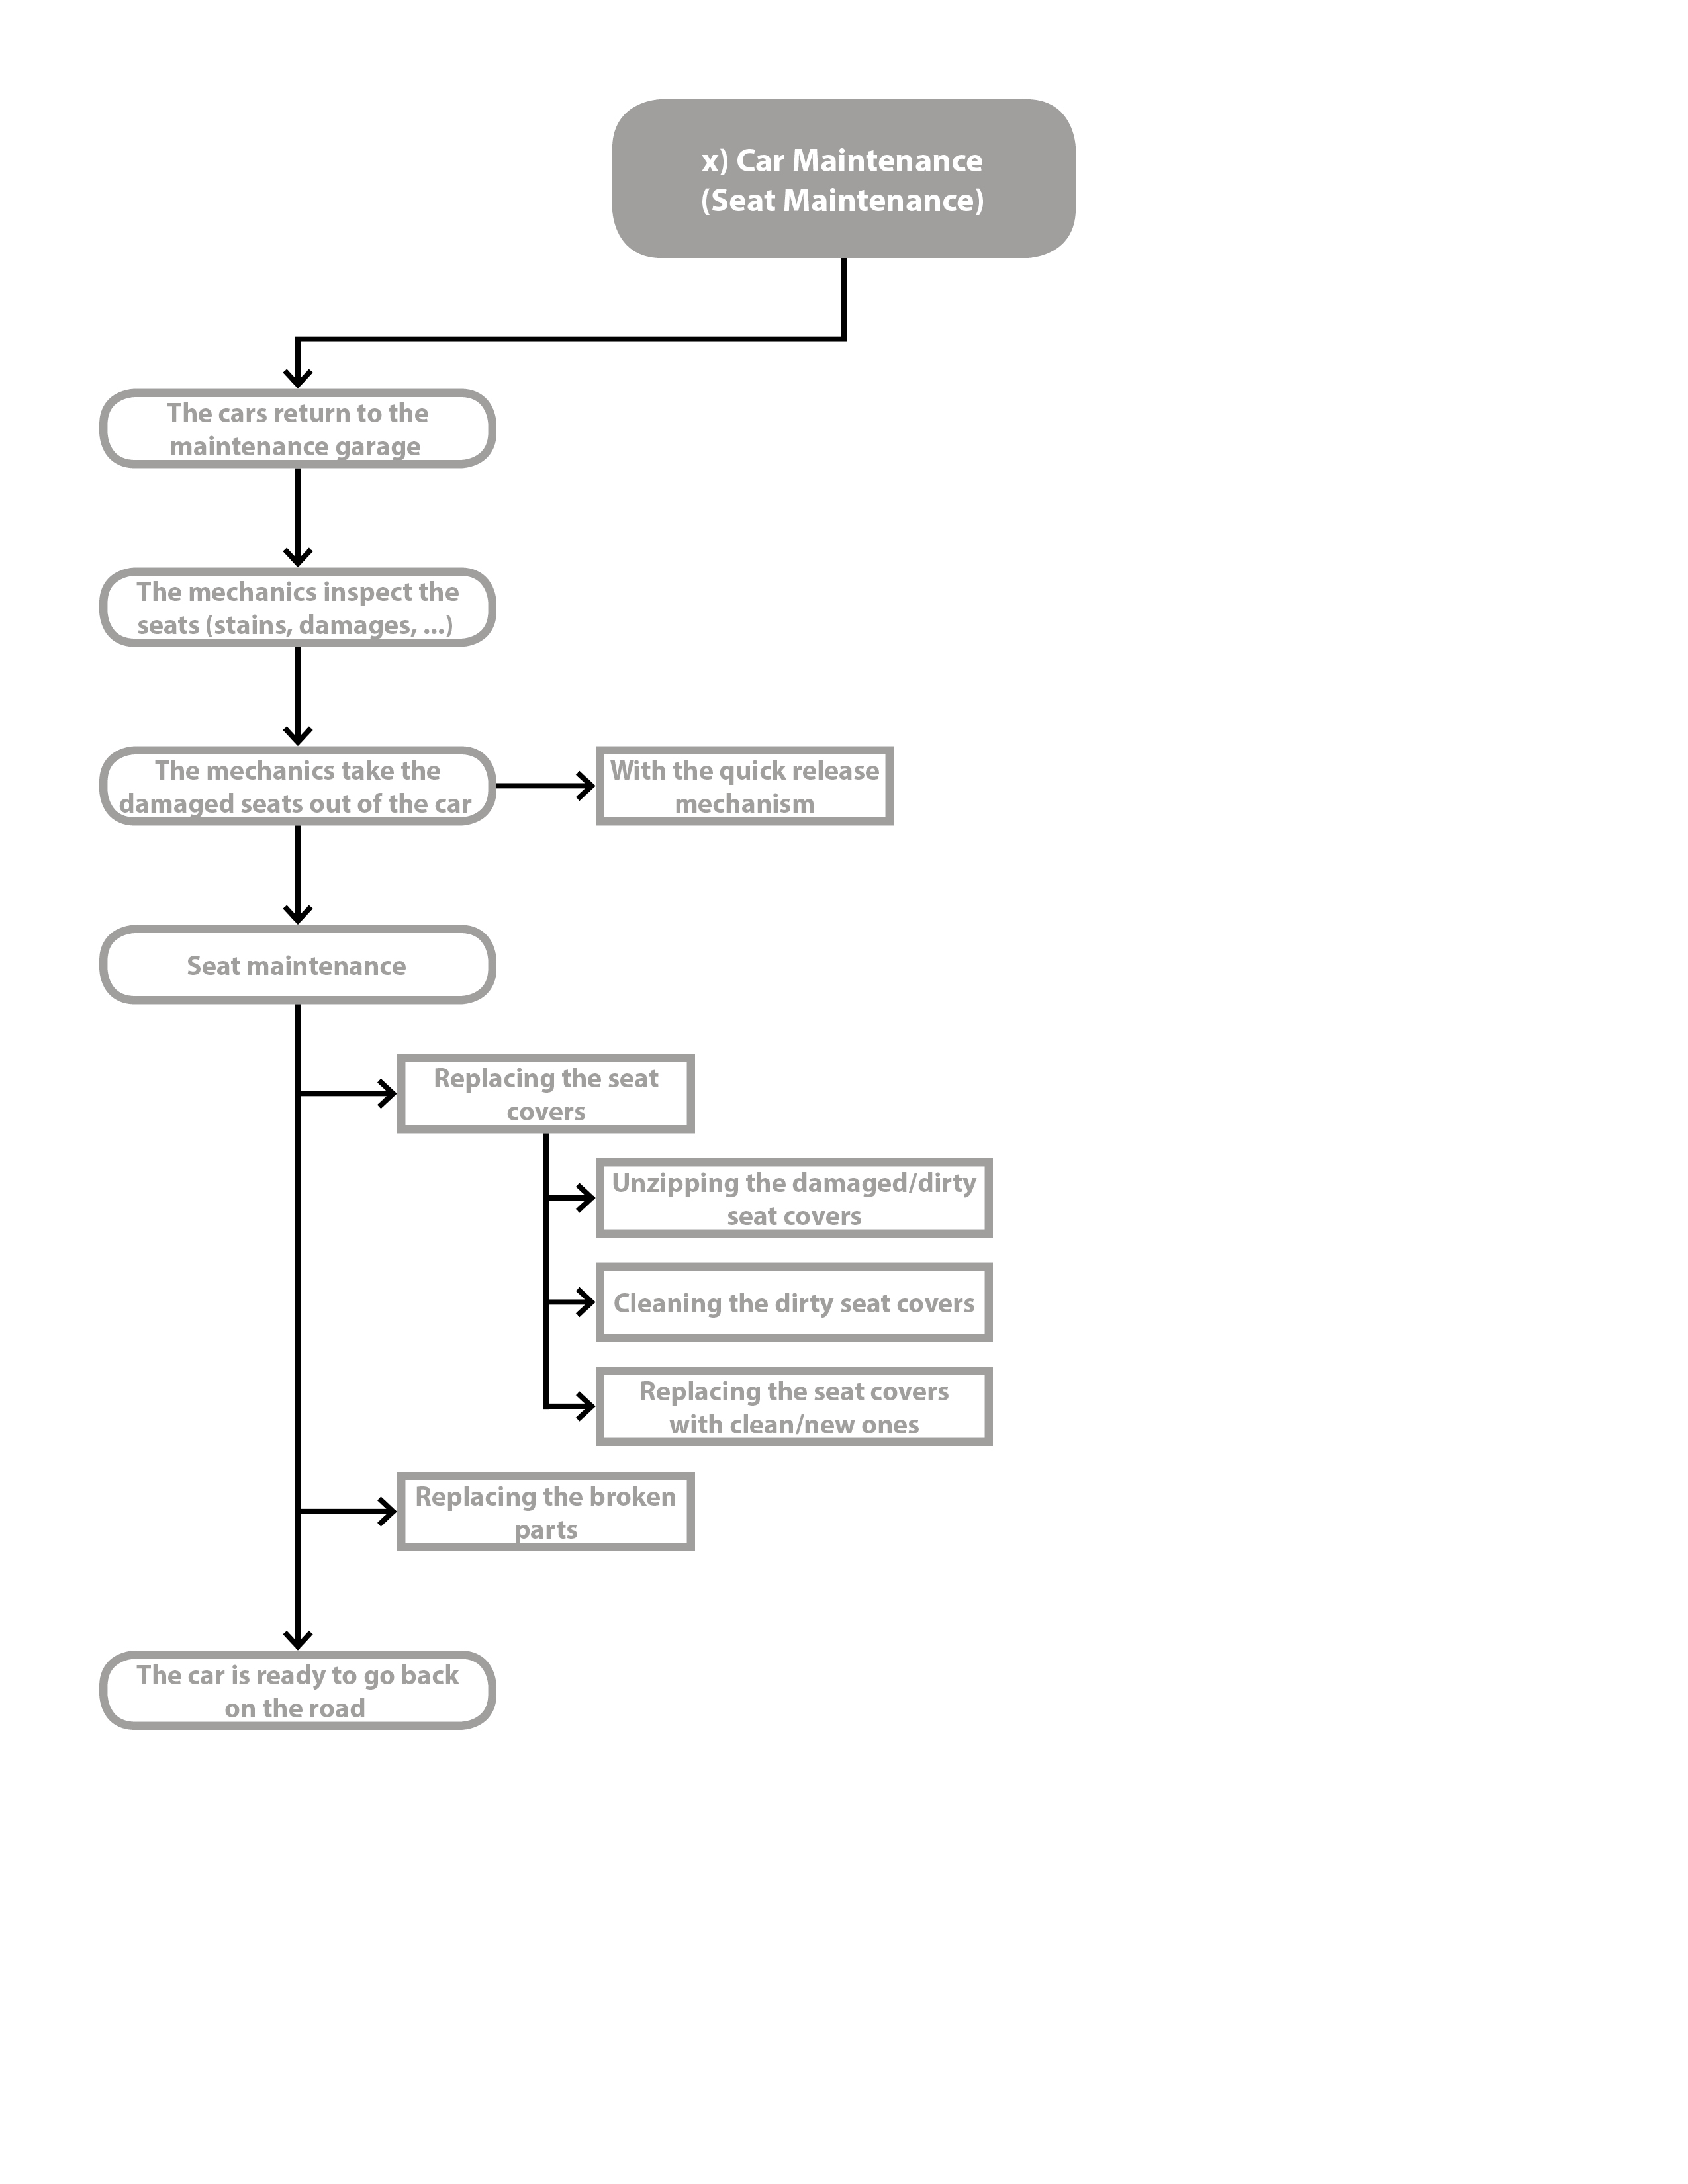 x) Car Maintenance
(Seat Maintenance)
The cars return to the
maintenance garage
The mechanics inspect the
seats (stains, damages, ...)
The mechanics take the
damaged seats out of the car
With the quick release
mechanism
Seat maintenance
Replacing the seat
covers
Unzipping the damaged/dirty
seat covers
Cleaning the dirty seat covers
Replacing the seat covers
with clean/new ones
Replacing the broken
parts
The car is ready to go back
on the road